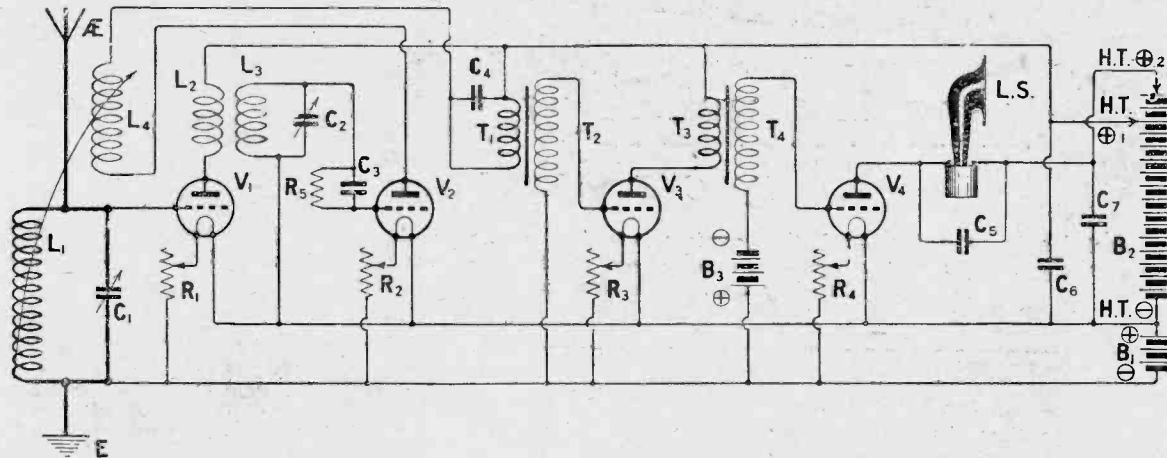 Æ
L₁
L₄
C₁
L₂
L₃
C₂
V₁
R₁
R₅
C₃
V₂
R₂
C₄
T₁
T₂
V₃
R₃
T₃
T₄
⊖
B₃
⊕
V₄
R₄
L.S.
C₅
C₆
C₇
H.T.⊕₂
H.T.
⊕₁
B₂
H.T.⊖
⊕
B₁
⊖
E